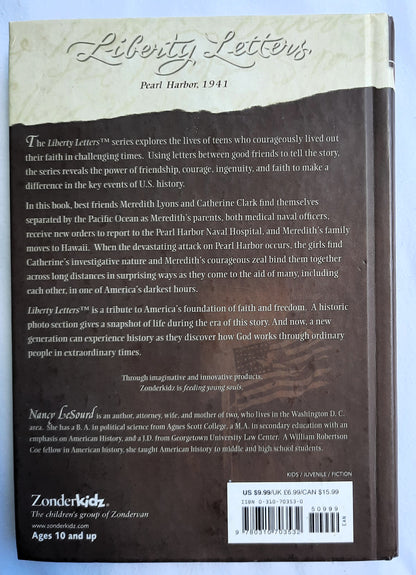 Liberty Letters
Pearl Harbor, 1941
The Liberty Letters™ series explores the lives of teens who courageously lived out
their faith in challenging times. Using letters between good friends to tell the story,
the series reveals the power of friendship, courage, ingenuity, and faith to make a
difference in the key events of U.S. history.
In this book, best friends Meredith Lyons and Catherine Clark find themselves
separated by the Pacific Ocean as Meredith's parents, both medical naval officers,
receive new orders to report to the Pearl Harbor Naval Hospital, and Meredith's family
moves to Hawaii. When the devastating attack on Pearl Harbor occurs, the girls find
Catherine's investigative nature and Meredith's courageous zeal bind them together
across long distances in surprising ways as they come to the aid of many, including
each other, in one of America's darkest hours.
Liberty Letters™ is a tribute to America's foundation of faith and freedom. A historic
photo section gives a snapshot of life during the era of this story. And now, a new
generation can experience history as they discover how God works through ordinary
people in extraordinary times.
Through imaginative and innovative products,
Zonderkidz is feeding young souls.
Nancy LeSourd is an author, attorney, wife, and mother of two, who lives in the Washington D. C.
area. She has a B. A. in political science from Agnes Scott College, a M.A. in secondary education with an
emphasis on American History, and a J.D. from Georgetown University Law Center. A William Robertson
Coe fellow in American history, she taught American history to middle and high school students.
KIDS / JUVENILE / FICTION
US $9.99/UK £6.99/CAN $15.99
ISBN 0-310-70353-0
50999
9 780310 703532
EAN
Zonderkidz
The children's group of Zondervan
www.zonderkidz.com
Ages 10 and up